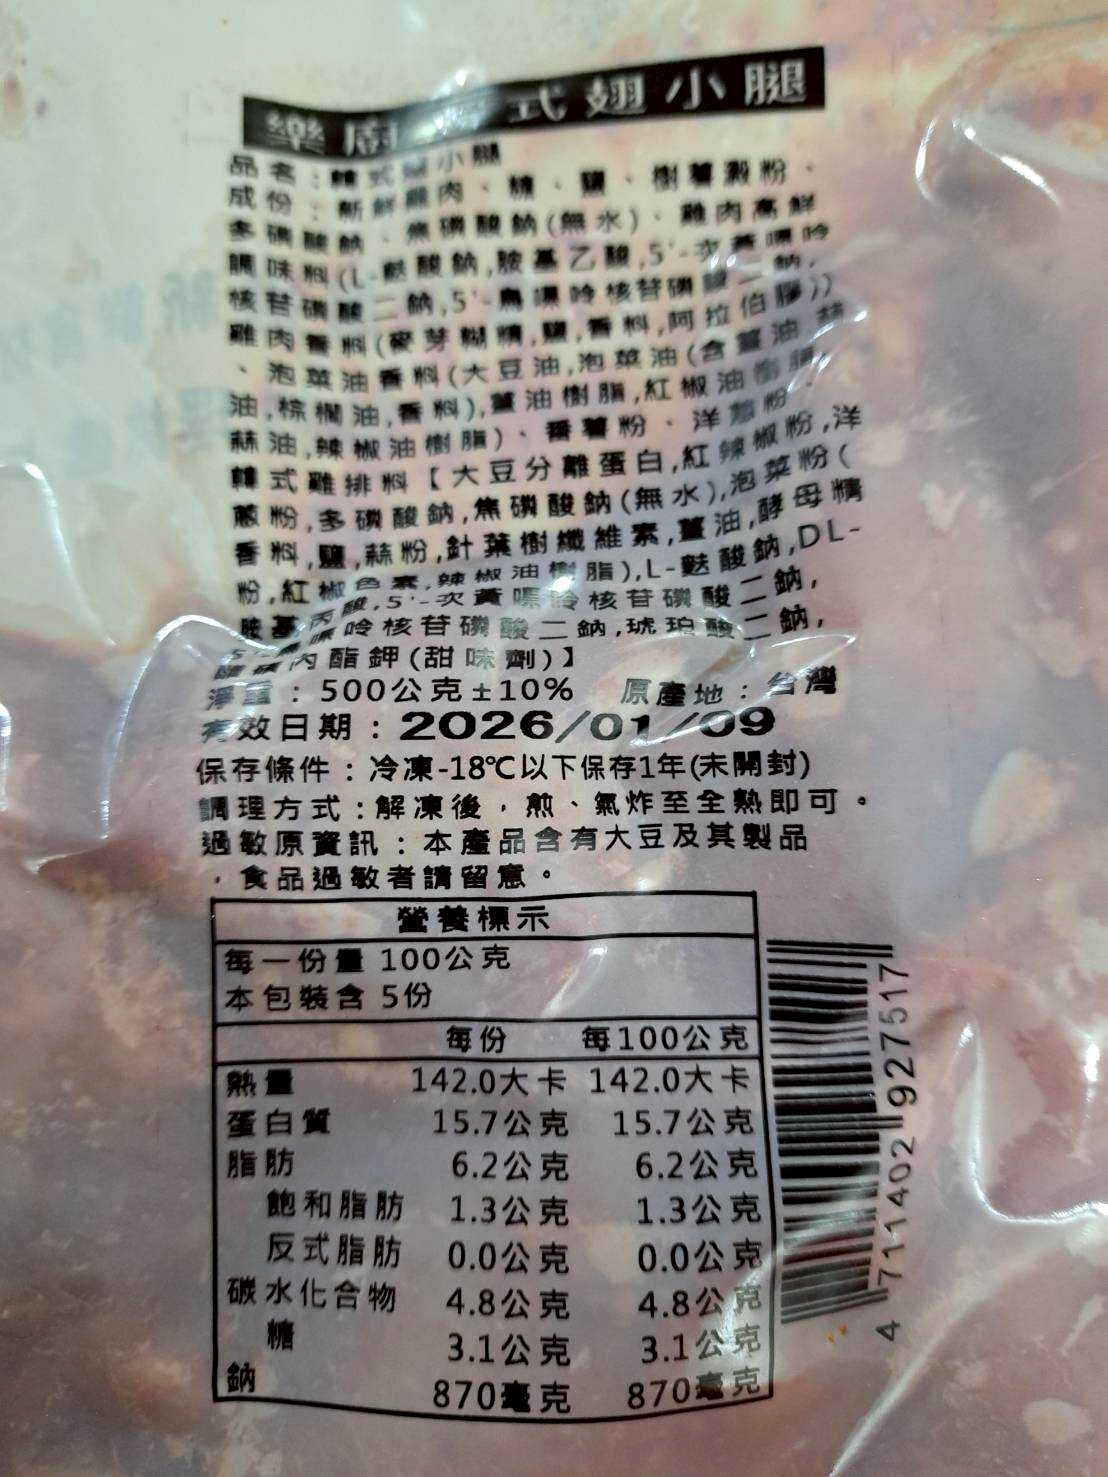 樂廚韓式翅小腿
品名：韓式翅小腿
成份：新鮮雞肉、糖、鹽、樹薯澱粉、
多磷酸鈉、焦磷酸鈉(無水)、雞肉高鮮
調味料(L-麩酸鈉,胺基乙酸,5'-次黃嘌呤
核苷磷酸二鈉,5'-鳥嘌呤核苷磷酸二鈉,
雞肉香料(麥芽糊精,鹽,香料,阿拉伯膠))
、泡菜油香料(大豆油,泡菜油(含薑油,蒜
油,棕櫚油,香料),薑油樹脂,紅椒油樹脂,
蒜油,辣椒油樹脂)、番薯粉、洋蔥粉、
韓式雞排料【大豆分離蛋白,紅辣椒粉,洋
蔥粉,多磷酸鈉,焦磷酸鈉(無水),泡菜粉(
香料,鹽,蒜粉,針葉樹纖維素,薑油,酵母精
粉,紅椒色素,辣椒油樹脂),L-麩酸鈉,DL-
胺基丙酸,5'-次黃嘌呤核苷磷酸二鈉,
嘌呤核苷磷酸二鈉,琥珀酸二鈉,
醋磺內酯鉀(甜味劑)】
淨重：500公克±10% 原產地：台灣
有效日期：2026/01/09
保存條件：冷凍-18℃以下保存1年(未開封)
調理方式：解凍後，煎、氣炸至全熟即可。
過敏原資訊：本產品含有大豆及其製品
，食品過敏者請留意。
營養標示
每一份量 100公克
本包裝含 5份
每份 每100公克
熱量 142.0大卡 142.0大卡
蛋白質 15.7公克 15.7公克
脂肪 6.2公克 6.2公克
飽和脂肪 1.3公克 1.3公克
反式脂肪 0.0公克 0.0公克
碳水化合物 4.8公克 4.8公克
糖 3.1公克 3.1公克
鈉 870毫克 870毫克
4 711402 927517